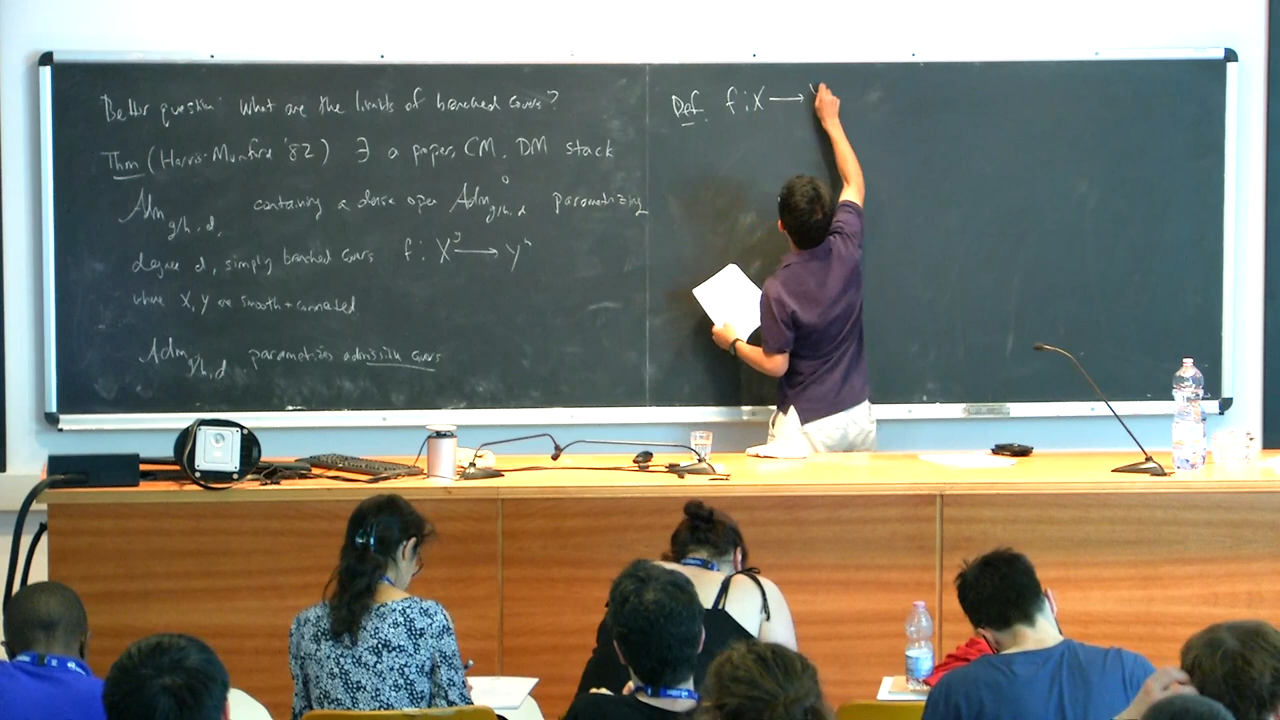 Better question: What are the limits of branched covers?
Thm (Harris-Mumford '82) ∃ a proper, CM, DM stack
Adm_{g/h,d}, containing a dense open Adm°_{g/h,d} parametrizing
degree d, simply branched covers f: X^g → Y^h
where X, Y are smooth + connected
Adm_{g/h,d} parametrizes admissible covers
Def. f: X → Y